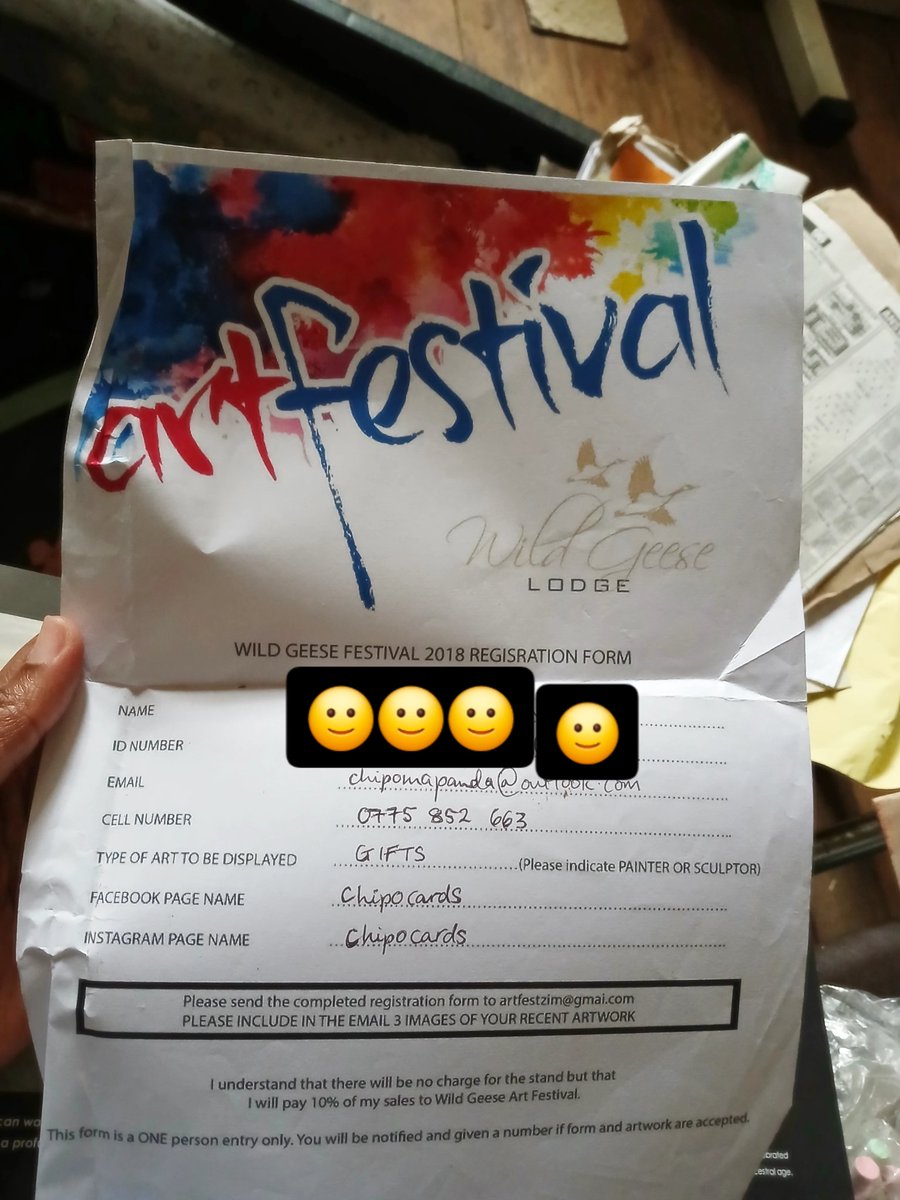 art festival
Wild Geese
LODGE
WILD GEESE FESTIVAL 2018 REGISRATION FORM
NAME
ID NUMBER
EMAIL chipomapanda@outlook.com
CELL NUMBER 0775 852 663
TYPE OF ART TO BE DISPLAYED GIFTS (Please indicate PAINTER OR SCULPTOR)
FACEBOOK PAGE NAME Chipocards
INSTAGRAM PAGE NAME Chipocards
Please send the completed registration form to artfestzim@gmai.com
PLEASE INCLUDE IN THE EMAIL 3 IMAGES OF YOUR RECENT ARTWORK
I understand that there will be no charge for the stand but that
I will pay 10% of my sales to Wild Geese Art Festival.
This form is a ONE person entry only. You will be notified and given a number if form and artwork are accepted.